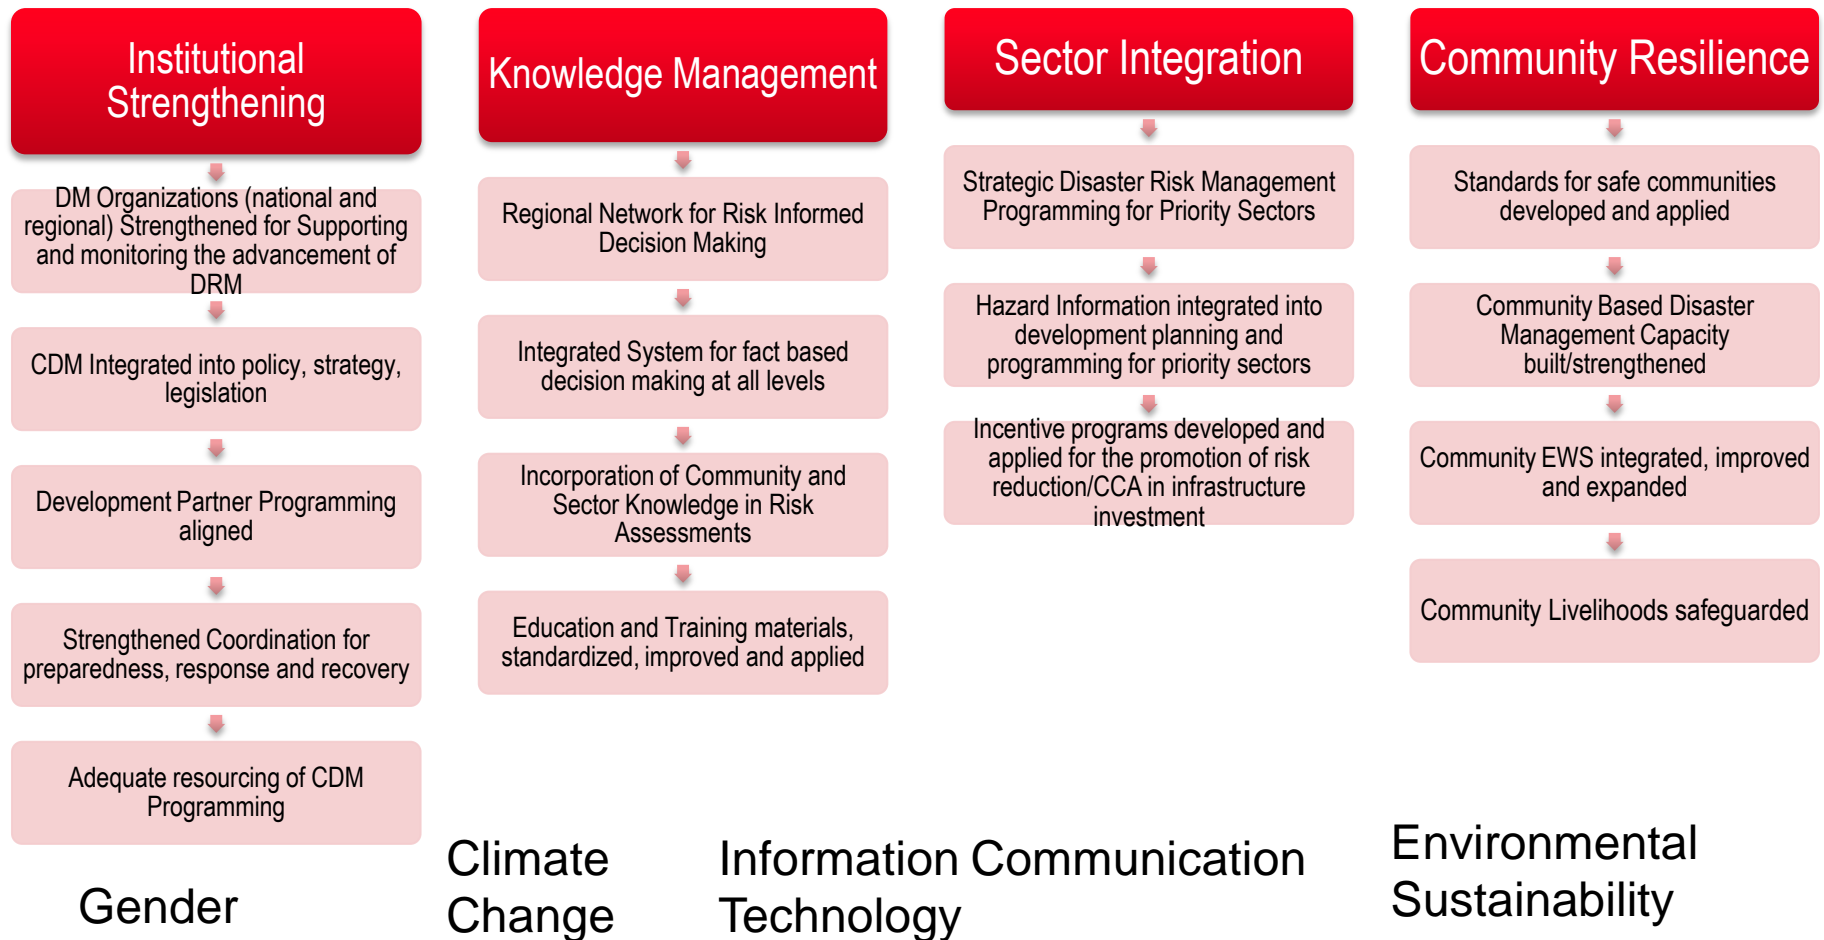 Institutional
Strengthening
DM Organizations (national and
regional) Strengthened for Supporting
and monitoring the advancement of
DRM
CDM Integrated into policy, strategy,
legislation
Development Partner Programming
aligned
Strengthened Coordination for
preparedness, response and recovery
Adequate resourcing of CDM
Programming
Knowledge Management
Regional Network for Risk Informed
Decision Making
Integrated System for fact based
decision making at all levels
Incorporation of Community and
Sector Knowledge in Risk
Assessments
Education and Training materials,
standardized, improved and applied
Sector Integration
Strategic Disaster Risk Management
Programming for Priority Sectors
Hazard Information integrated into
development planning and
programming for priority sectors
Incentive programs developed and
applied for the promotion of risk
reduction/CCA in infrastructure
investment
Community Resilience
Standards for safe communities
developed and applied
Community Based Disaster
Management Capacity
built/strengthened
Community EWS integrated, improved
and expanded
Community Livelihoods safeguarded
Gender
Climate
Change
Information Communication
Technology
Environmental
Sustainability